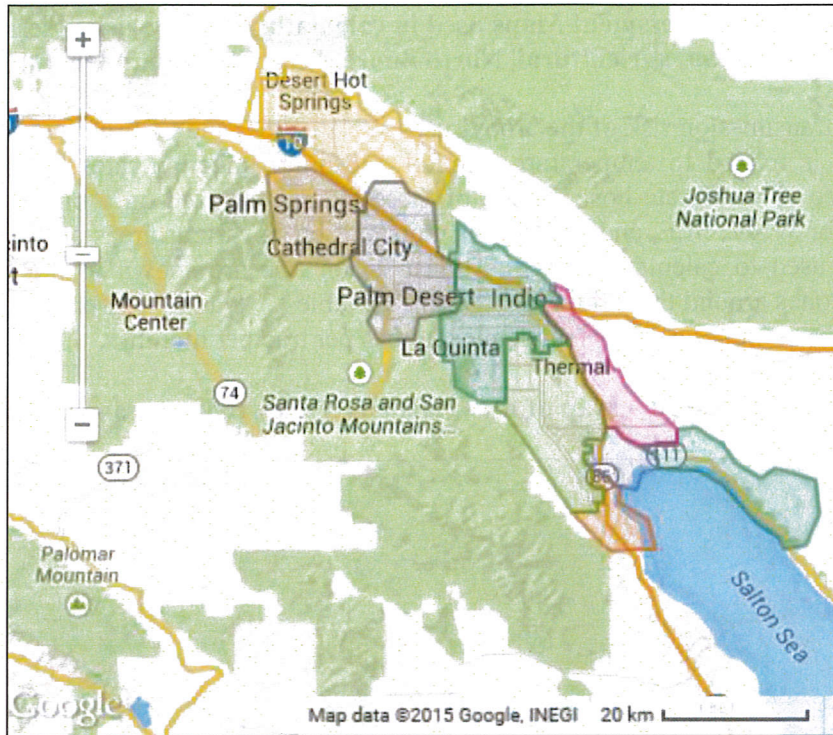 +
Desert Hot
Springs
10
Joshua Tree
National Park
Palm Springs
Cathedral City
Mountain
Center
Palm Desert
Indio
La Quinta
Thermal
74
Santa Rosa and San
Jacinto Mountains...
371
111
86
Palomar
Mountain
Salton Sea
Google
Map data ©2015 Google, INEGI
20 km